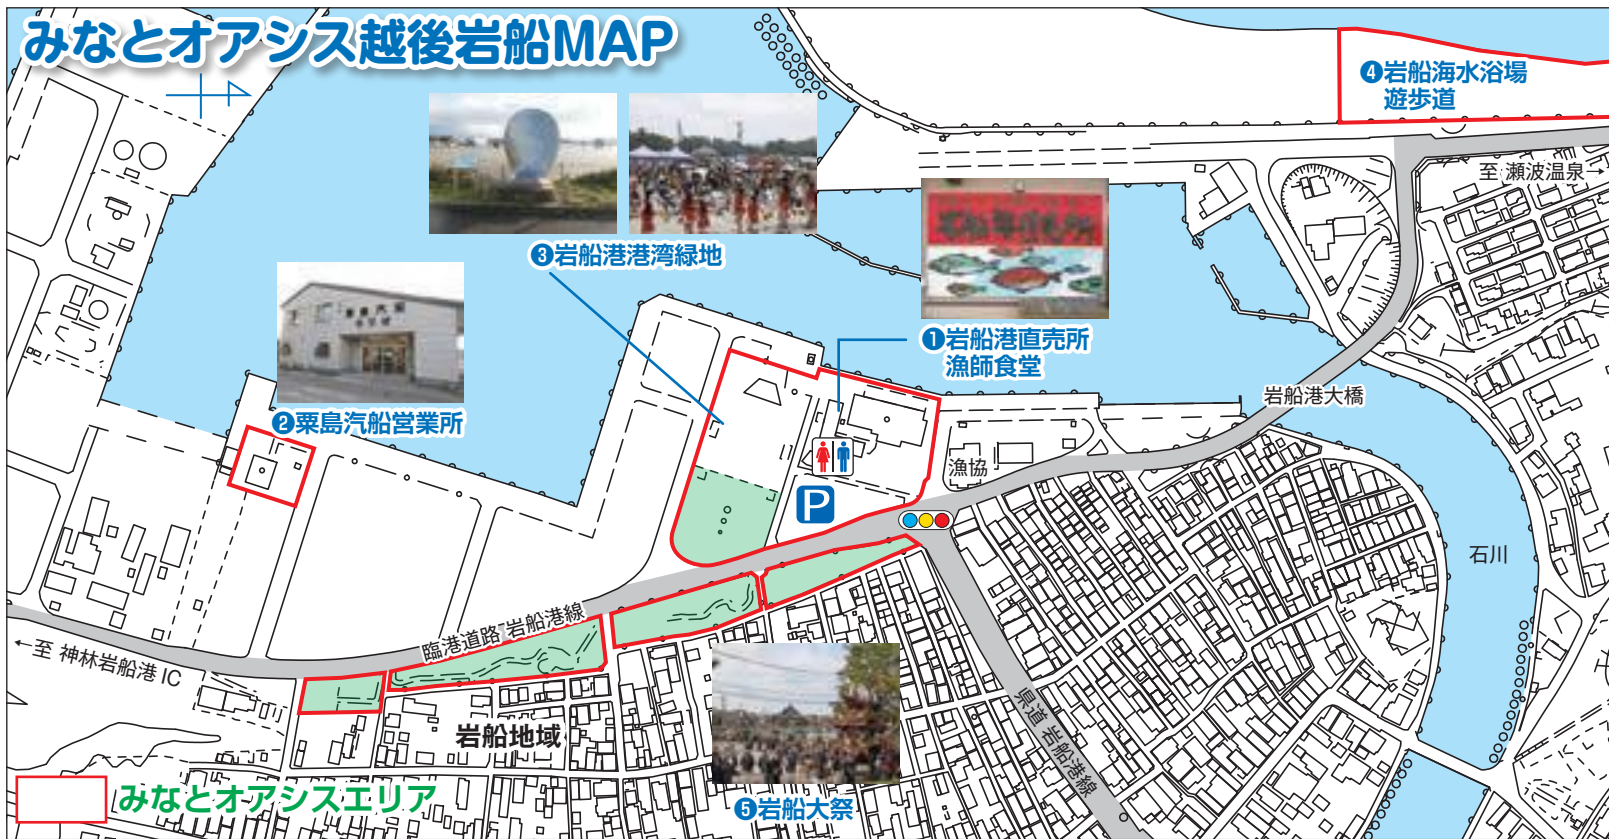 みなとオアシス越後岩船MAP
❹岩船海水浴場
遊歩道
至 瀬波温泉→
❸岩船港港湾緑地
❶岩船港直売所
漁師食堂
❷粟島汽船営業所
岩船港大橋
漁協
P
石川
臨港道路 岩船港線
←至 神林岩船港 IC
県道 岩船港線
岩船地域
❺岩船大祭
みなとオアシスエリア